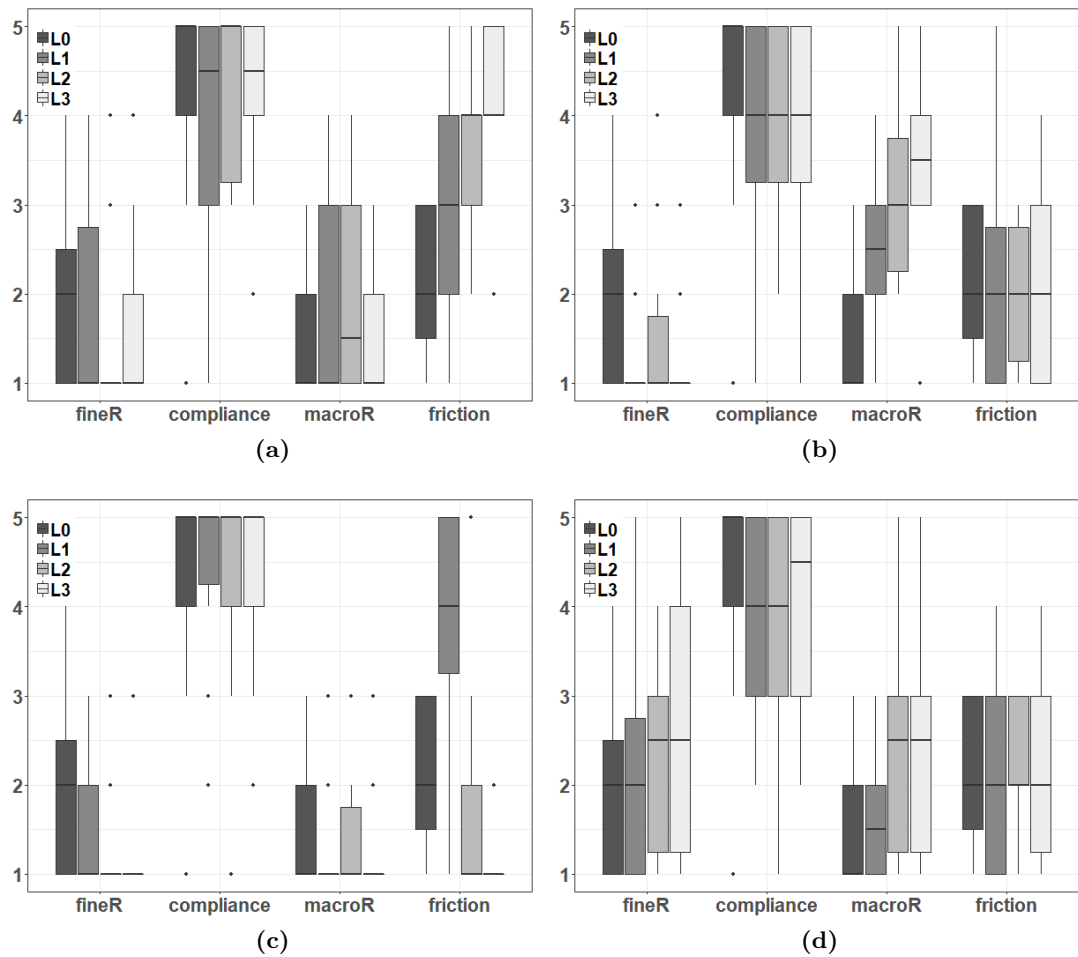 5
4
3
2
1
L0
L1
L2
L3
fineR compliance macroR friction
(a)
5
4
3
2
1
L0
L1
L2
L3
fineR compliance macroR friction
(b)
5
4
3
2
1
L0
L1
L2
L3
fineR compliance macroR friction
(c)
5
4
3
2
1
L0
L1
L2
L3
fineR compliance macroR friction
(d)